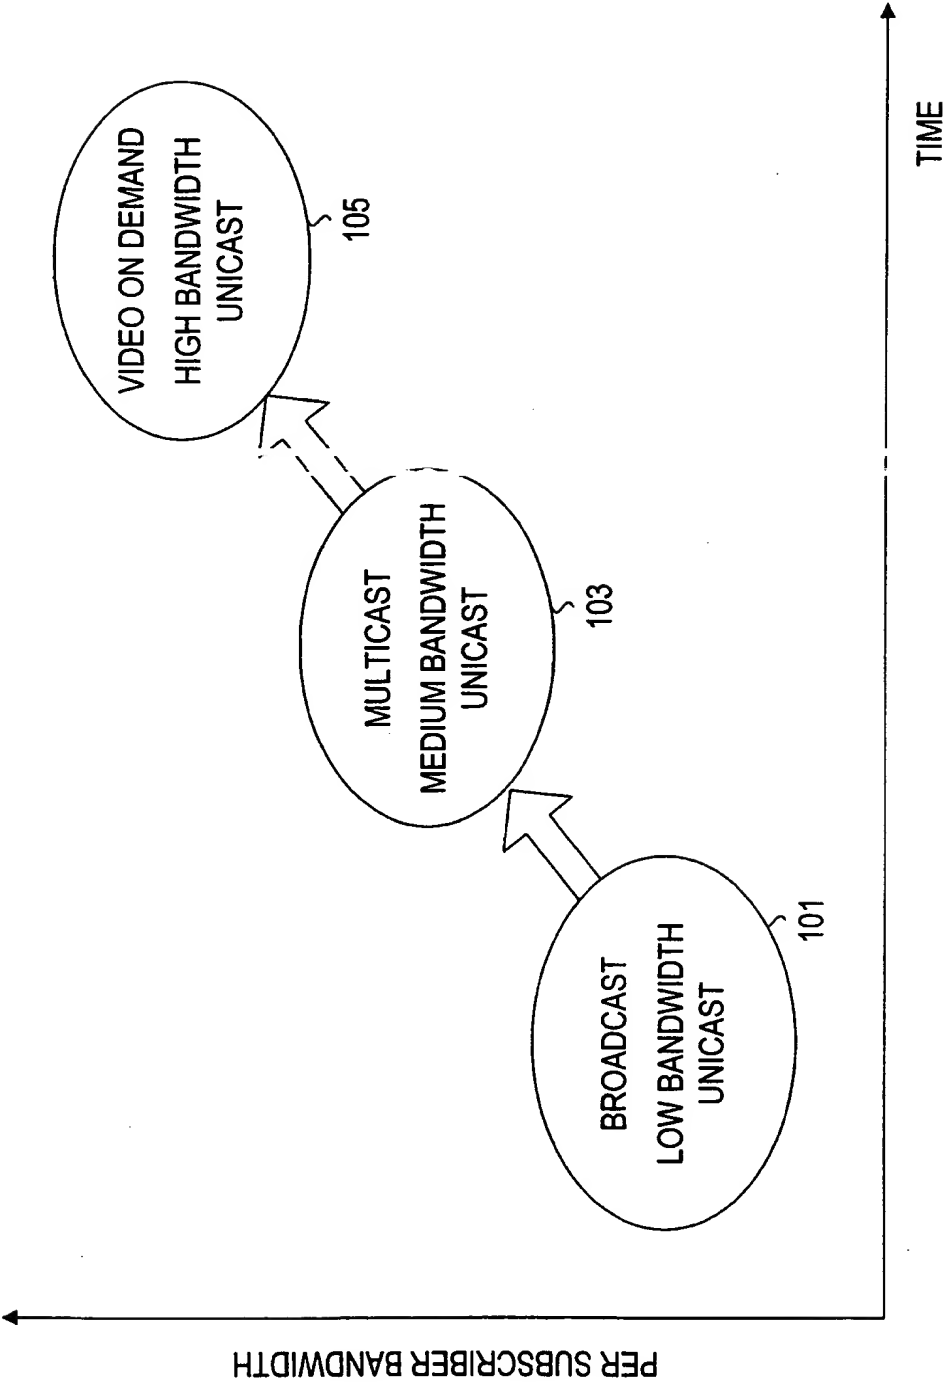 PER SUBSCRIBER BANDWIDTH
VIDEO ON DEMAND
HIGH BANDWIDTH
UNICAST
105
MULTICAST
MEDIUM BANDWIDTH
UNICAST
103
BROADCAST
LOW BANDWIDTH
UNICAST
101
TIME